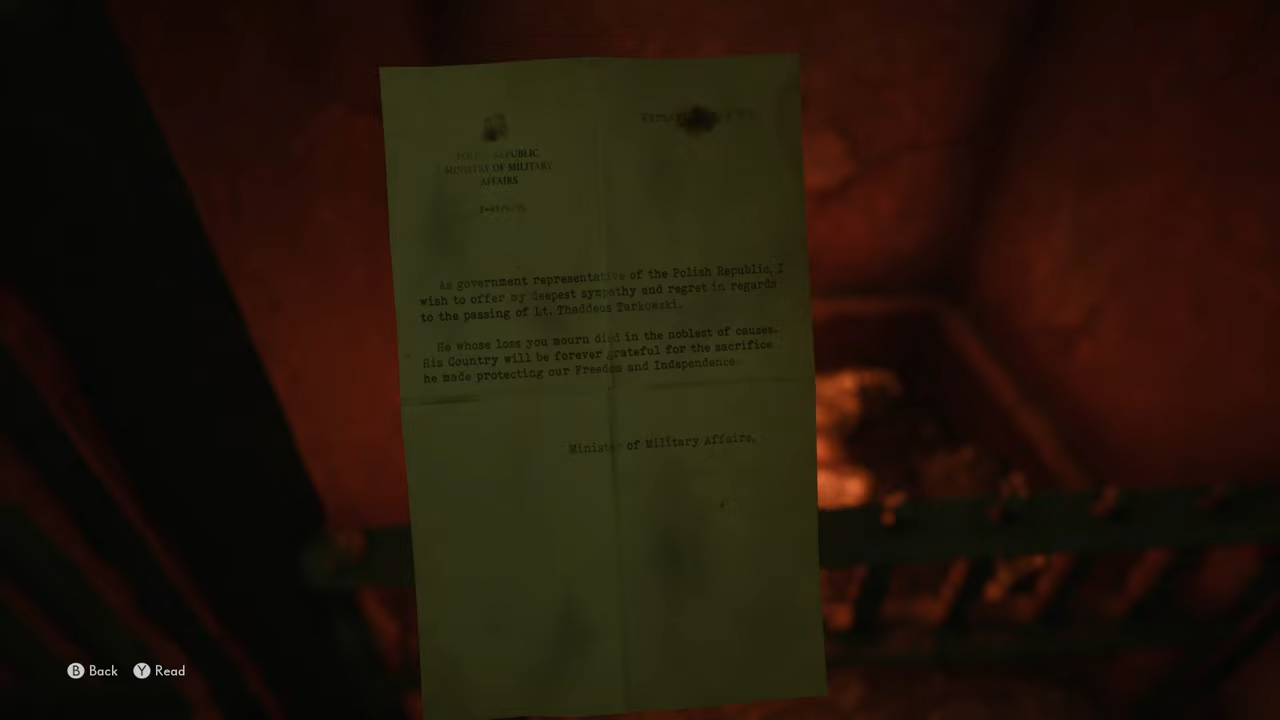 POLISH REPUBLIC
MINISTRY OF MILITARY
AFFAIRS
As government representative of the Polish Republic, I
wish to offer my deepest sympathy and regret in regards
to the passing of Lt. Thaddeus Tarkowski.
He whose loss you mourn died in the noblest of causes.
His Country will be forever grateful for the sacrifice
he made protecting our Freedom and Independence.
Minister of Military Affairs,
B Back Y Read